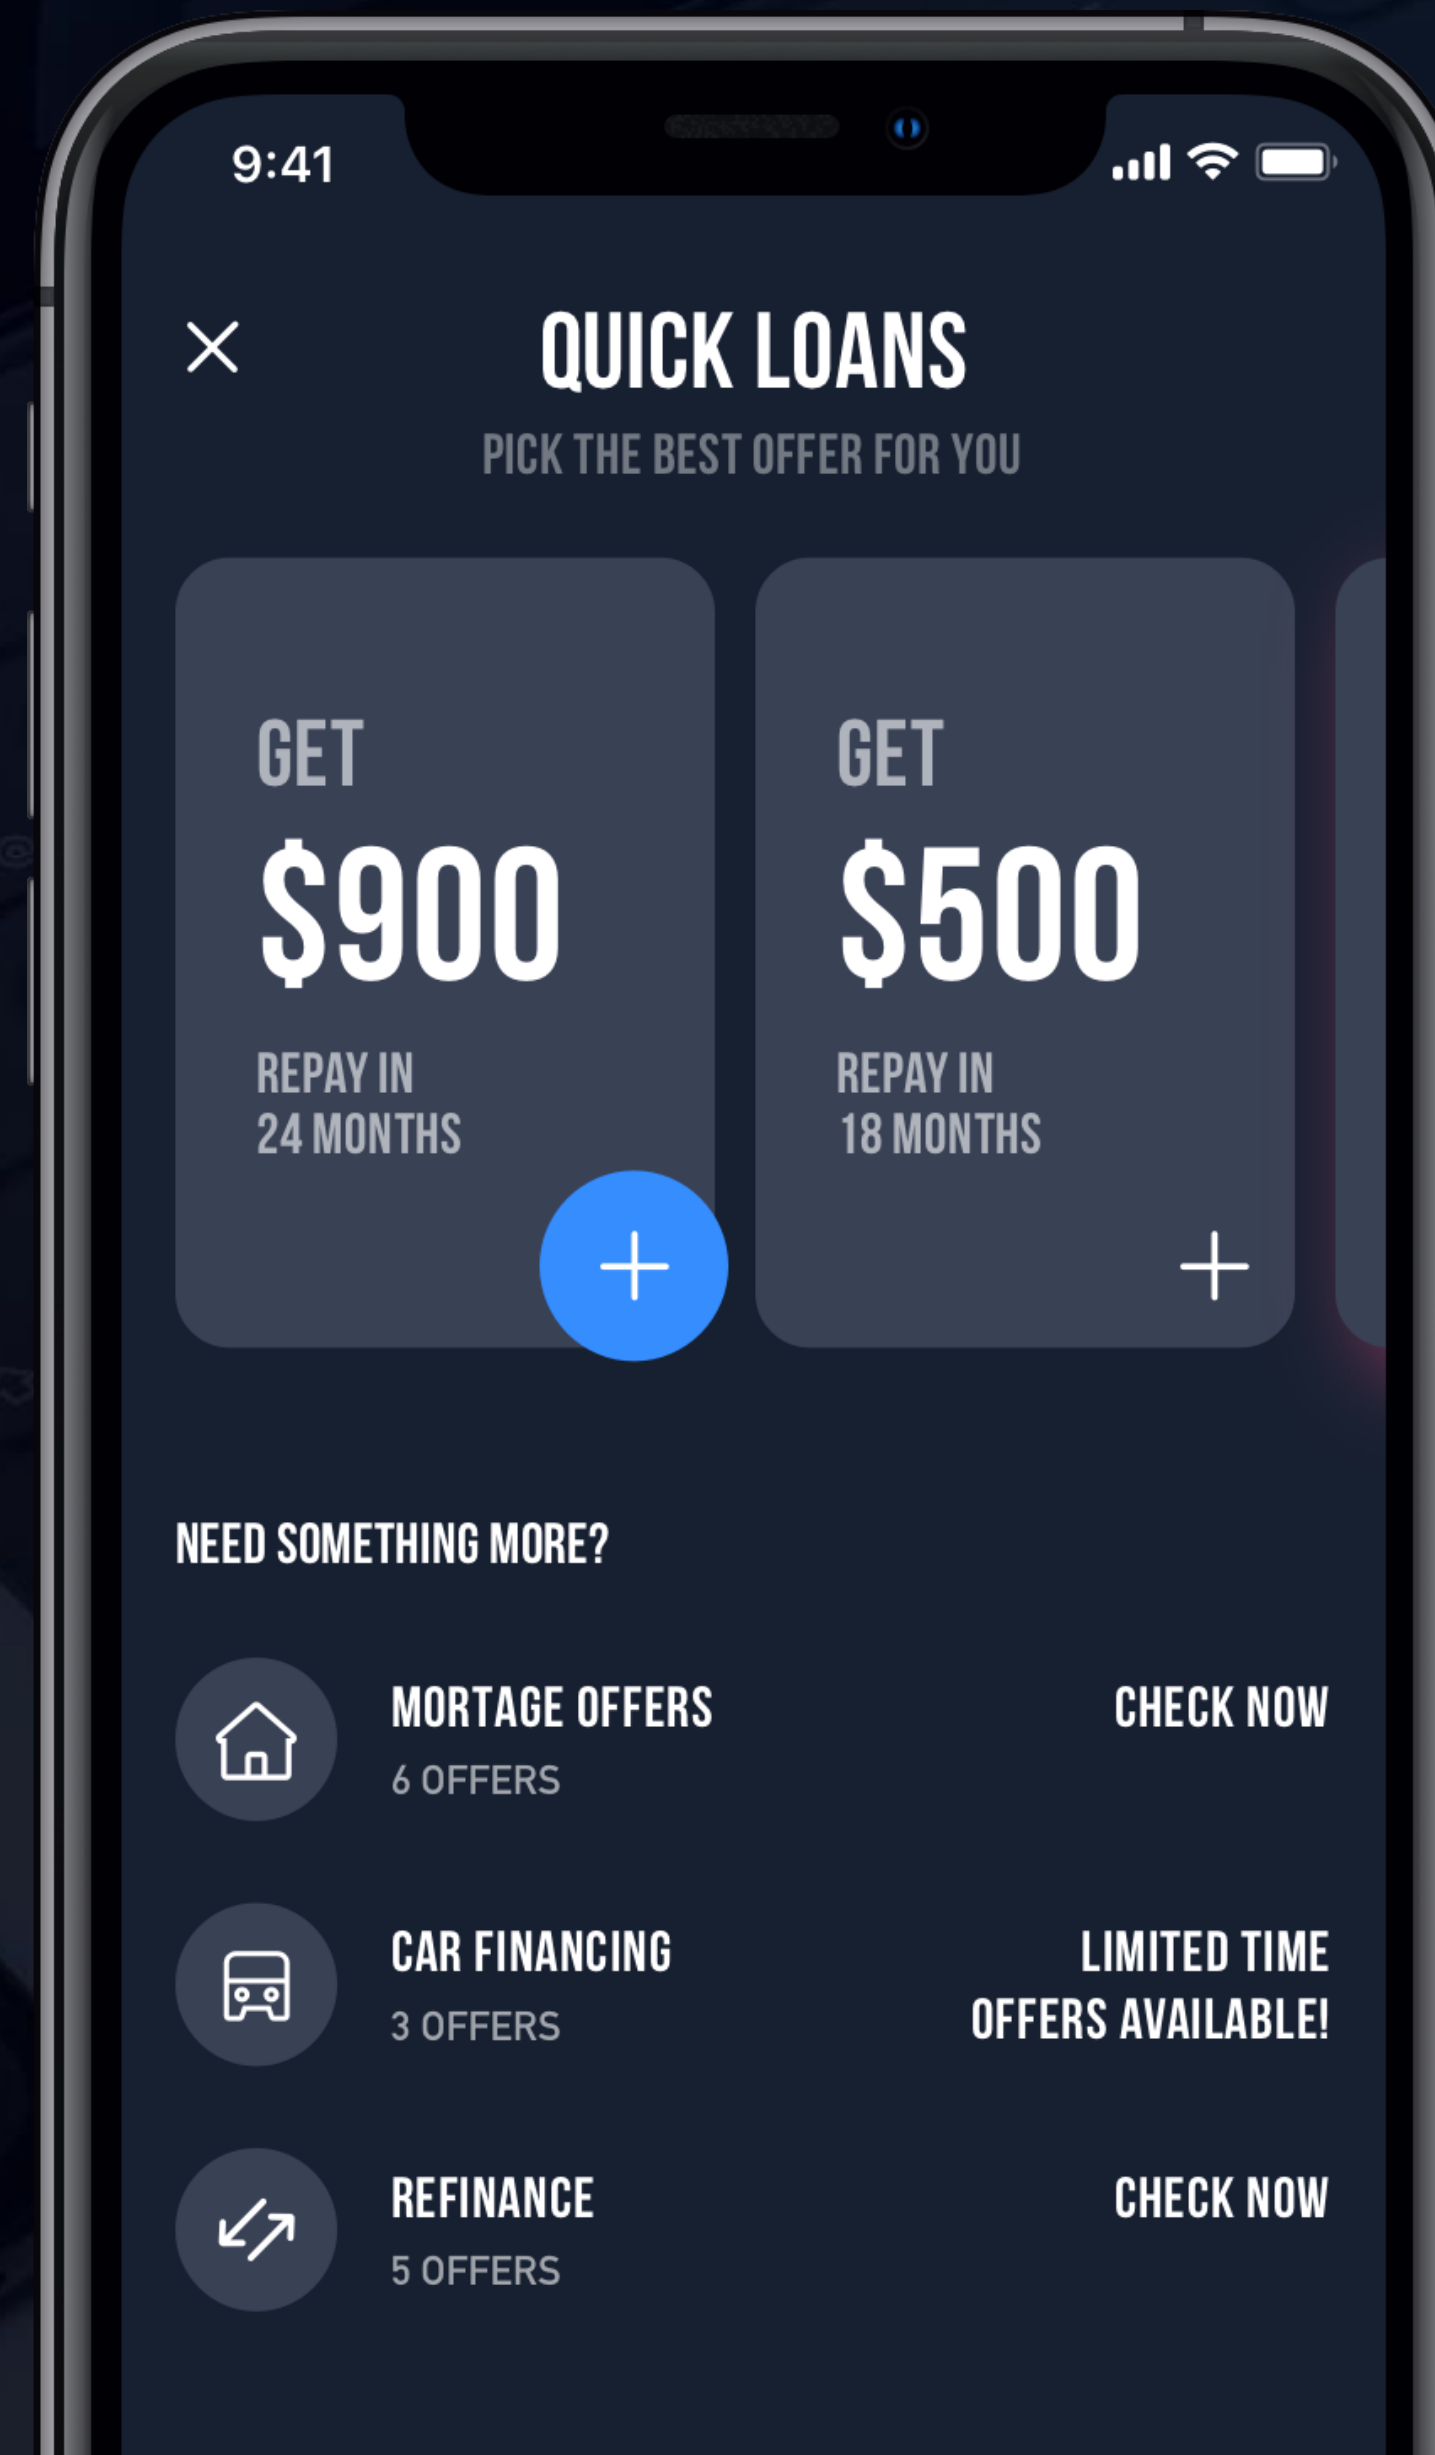 9:41
QUICK LOANS
PICK THE BEST OFFER FOR YOU
GET
$900
REPAY IN
24 MONTHS
GET
$500
REPAY IN
18 MONTHS
NEED SOMETHING MORE?
MORTAGE OFFERS
6 OFFERS
CHECK NOW
CAR FINANCING
3 OFFERS
LIMITED TIME
OFFERS AVAILABLE!
REFINANCE
5 OFFERS
CHECK NOW